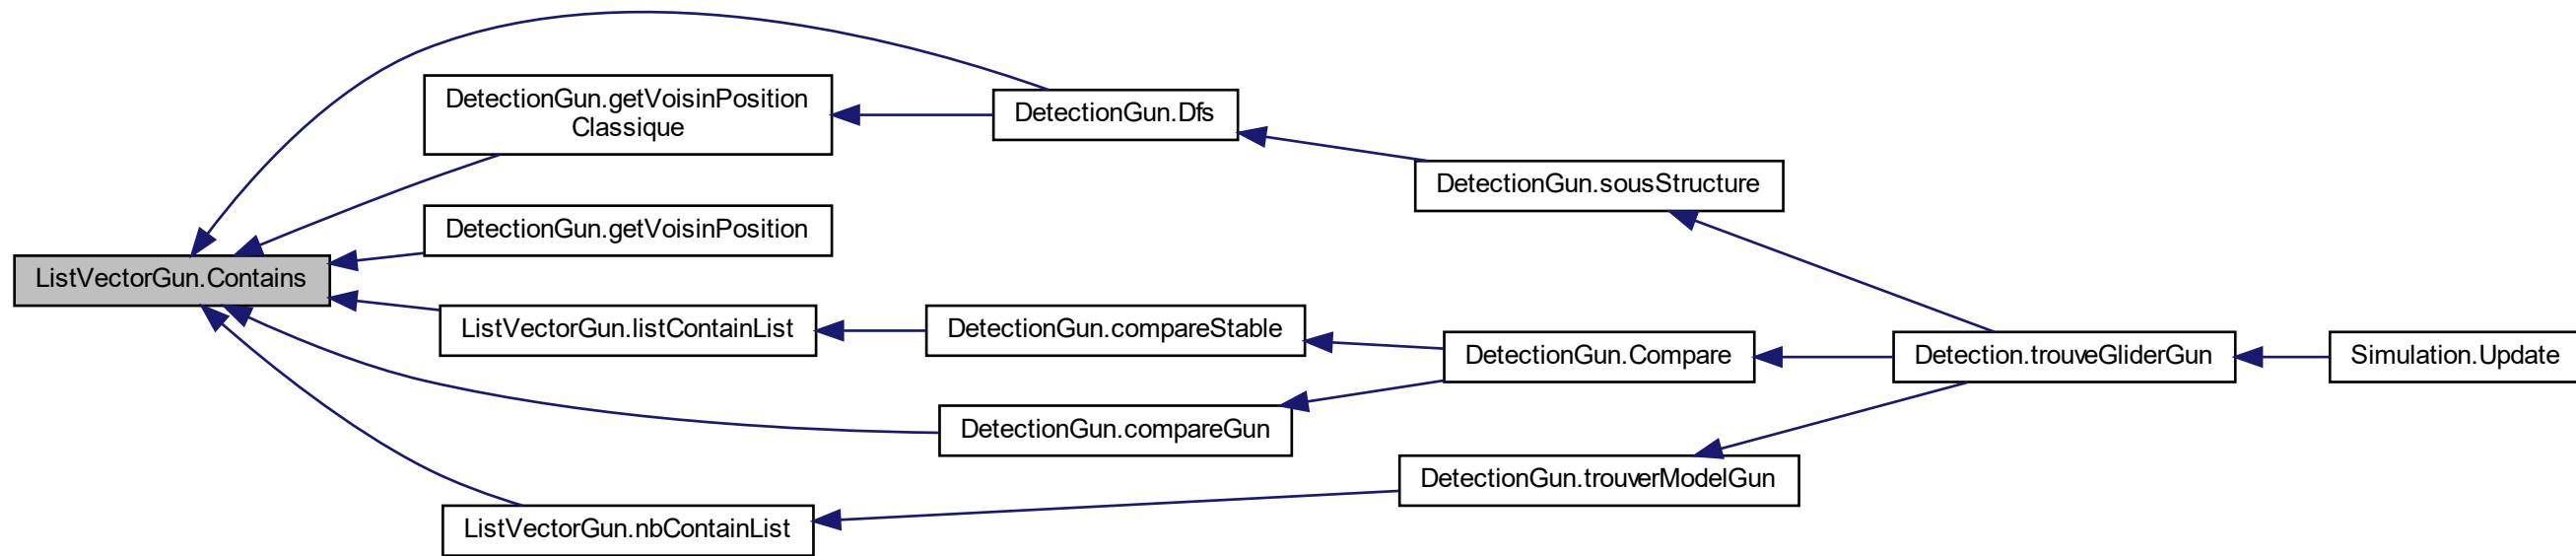 DetectionGun.getVoisinPosition
Classique
DetectionGun.Dfs
DetectionGun.sousStructure
DetectionGun.getVoisinPosition
ListVectorGun.Contains
ListVectorGun.listContainList
DetectionGun.compareStable
DetectionGun.Compare
Detection.trouveGliderGun
Simulation.Update
DetectionGun.compareGun
DetectionGun.trouverModelGun
ListVectorGun.nbContainList